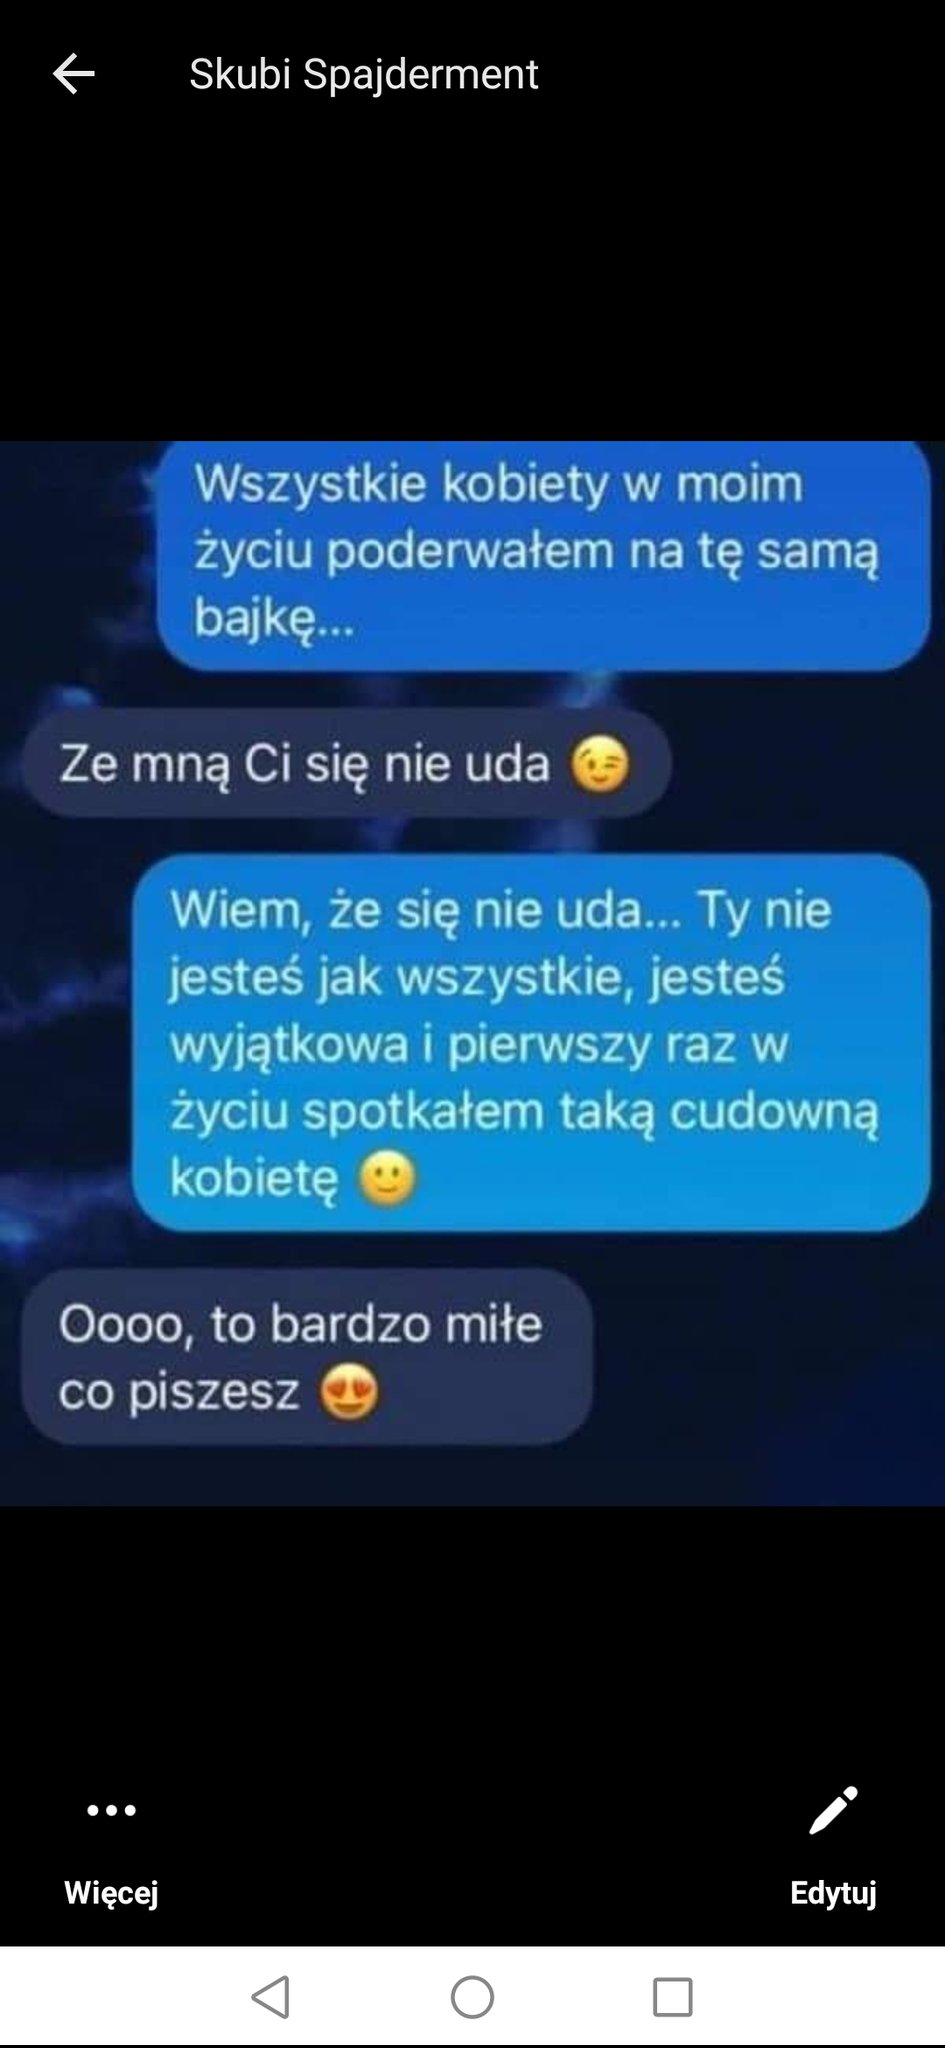 Skubi Spajderment
Wszystkie kobiety w moim
życiu poderwałem na tę samą
bajkę...
Ze mną Ci się nie uda 😉
Wiem, że się nie uda... Ty nie
jesteś jak wszystkie, jesteś
wyjątkowa i pierwszy raz w
życiu spotkałem taką cudowną
kobietę 🙂
Oooo, to bardzo miłe
co piszesz 😍
Więcej
Edytuj